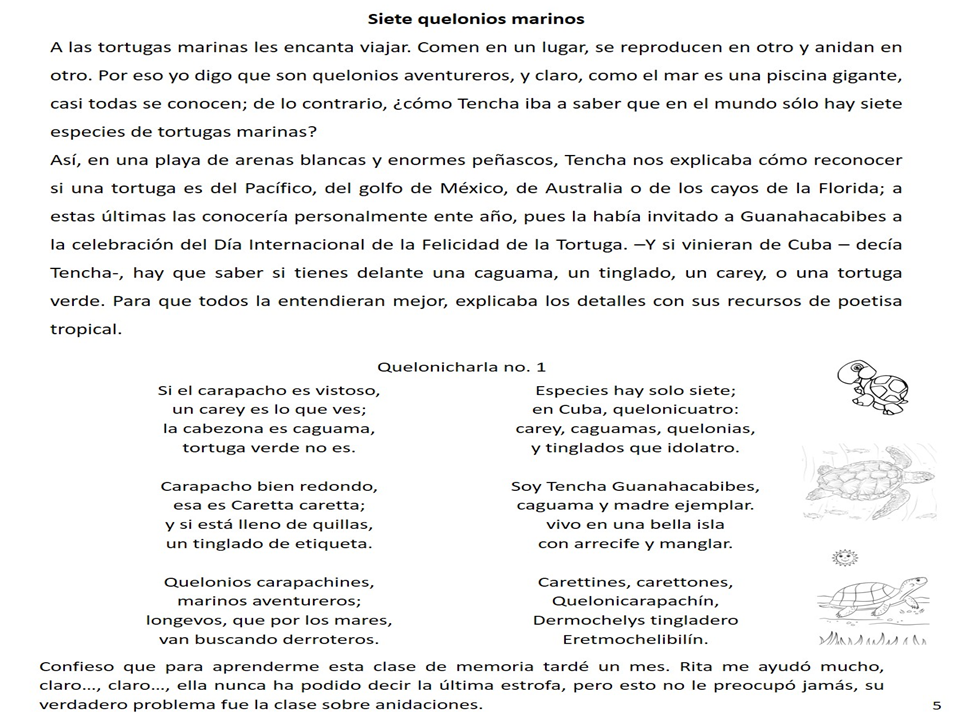 Siete quelonios marinos
A las tortugas marinas les encanta viajar. Comen en un lugar, se reproducen en otro y anidan en
otro. Por eso yo digo que son quelonios aventureros, y claro, como el mar es una piscina gigante,
casi todas se conocen; de lo contrario, ¿cómo Tencha iba a saber que en el mundo sólo hay siete
especies de tortugas marinas?
Así, en una playa de arenas blancas y enormes peñascos, Tencha nos explicaba cómo reconocer
si una tortuga es del Pacífico, del golfo de México, de Australia o de los cayos de la Florida; a
estas últimas las conocería personalmente ente año, pues la había invitado a Guanahacabibes a
la celebración del Día Internacional de la Felicidad de la Tortuga. –Y si vinieran de Cuba – decía
Tencha-, hay que saber si tienes delante una caguama, un tinglado, un carey, o una tortuga
verde. Para que todos la entendieran mejor, explicaba los detalles con sus recursos de poetisa
tropical.
Quelonicharla no. 1
Si el carapacho es vistoso,
un carey es lo que ves;
la cabezona es caguama,
tortuga verde no es.
Carapacho bien redondo,
esa es Caretta caretta;
y si está lleno de quillas,
un tinglado de etiqueta.
Quelonios carapachines,
marinos aventureros;
longevos, que por los mares,
van buscando derroteros.
Especies hay solo siete;
en Cuba, quelonicuatro:
carey, caguamas, quelonias,
y tinglados que idolatro.
Soy Tencha Guanahacabibes,
caguama y madre ejemplar.
vivo en una bella isla
con arrecife y manglar.
Carettines, carettones,
Quelonicarapachín,
Dermochelys tingladero
Eretmochelibilín.
Confieso que para aprenderme esta clase de memoria tardé un mes. Rita me ayudó mucho,
claro..., claro..., ella nunca ha podido decir la última estrofa, pero esto no le preocupó jamás, su
verdadero problema fue la clase sobre anidaciones.
5